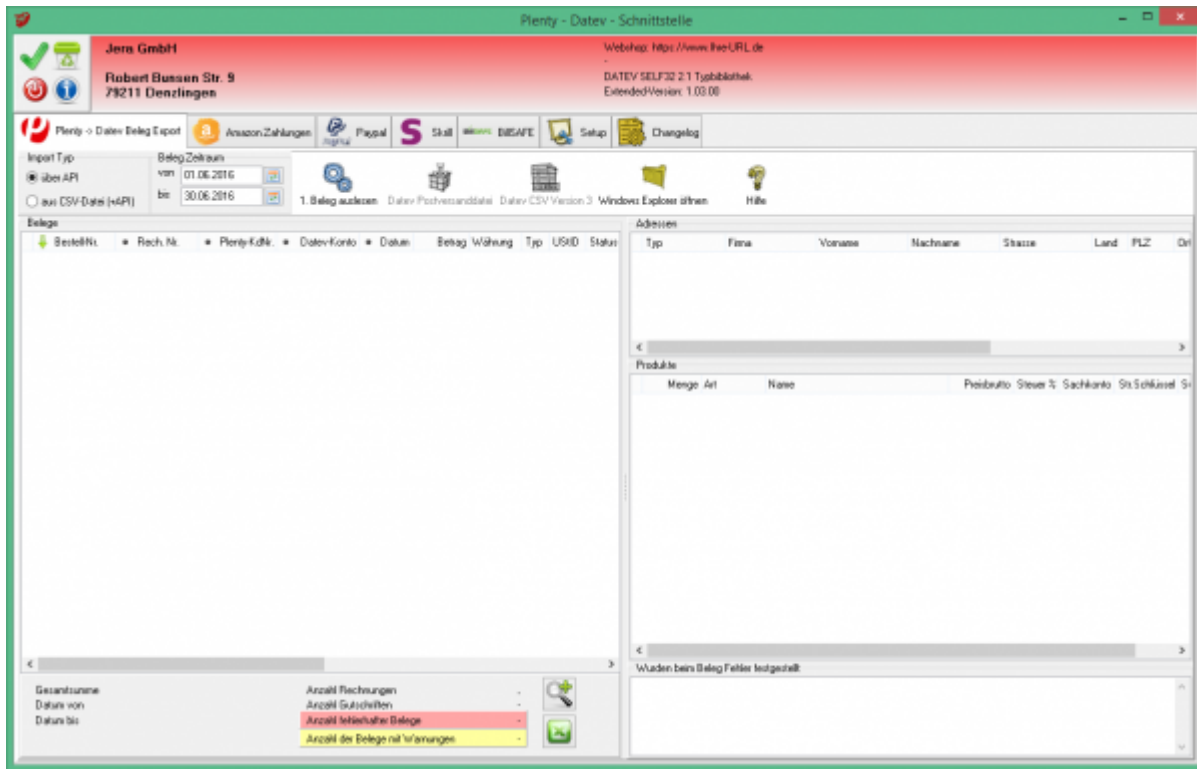 Plenty - Datev - Schnittstelle
Jera GmbH
Robert Bunsen Str. 9
79211 Denzlingen
Webshop: https://www.Ihre-URL.de
-
DATEV SELF32 2.1 Typbibliothek
Extended-Version: 1.03.00
Plenty -> Datev Beleg Export
Amazon Zahlungen
Paypal
Skrill
BillSAFE
Setup
Changelog
Import Typ
über API
aus CSV-Datei (+API)
Beleg Zeitraum
von 01.06.2016
bis 30.06.2016
1. Beleg auslesen
Datev Postversanddatei
Datev CSV Version 3
Windows Explorer öffnen
Hilfe
Belege
BestellNr. Rech. Nr. Plenty-KdNr. Datev-Konto Datum Betrag Währung Typ UStID Status
Adressen
Typ Firma Vorname Nachname Strasse Land PLZ Ort
Produkte
Menge Art Name Preisbrutto Steuer % Sachkonto Str.Schlüssel
Wurden beim Beleg Fehler festgestellt
Gesamtsumme
Datum von
Datum bis
Anzahl Rechnungen -
Anzahl Gutschriften -
Anzahl fehlerhafter Belege -
Anzahl der Belege mit Warnungen -